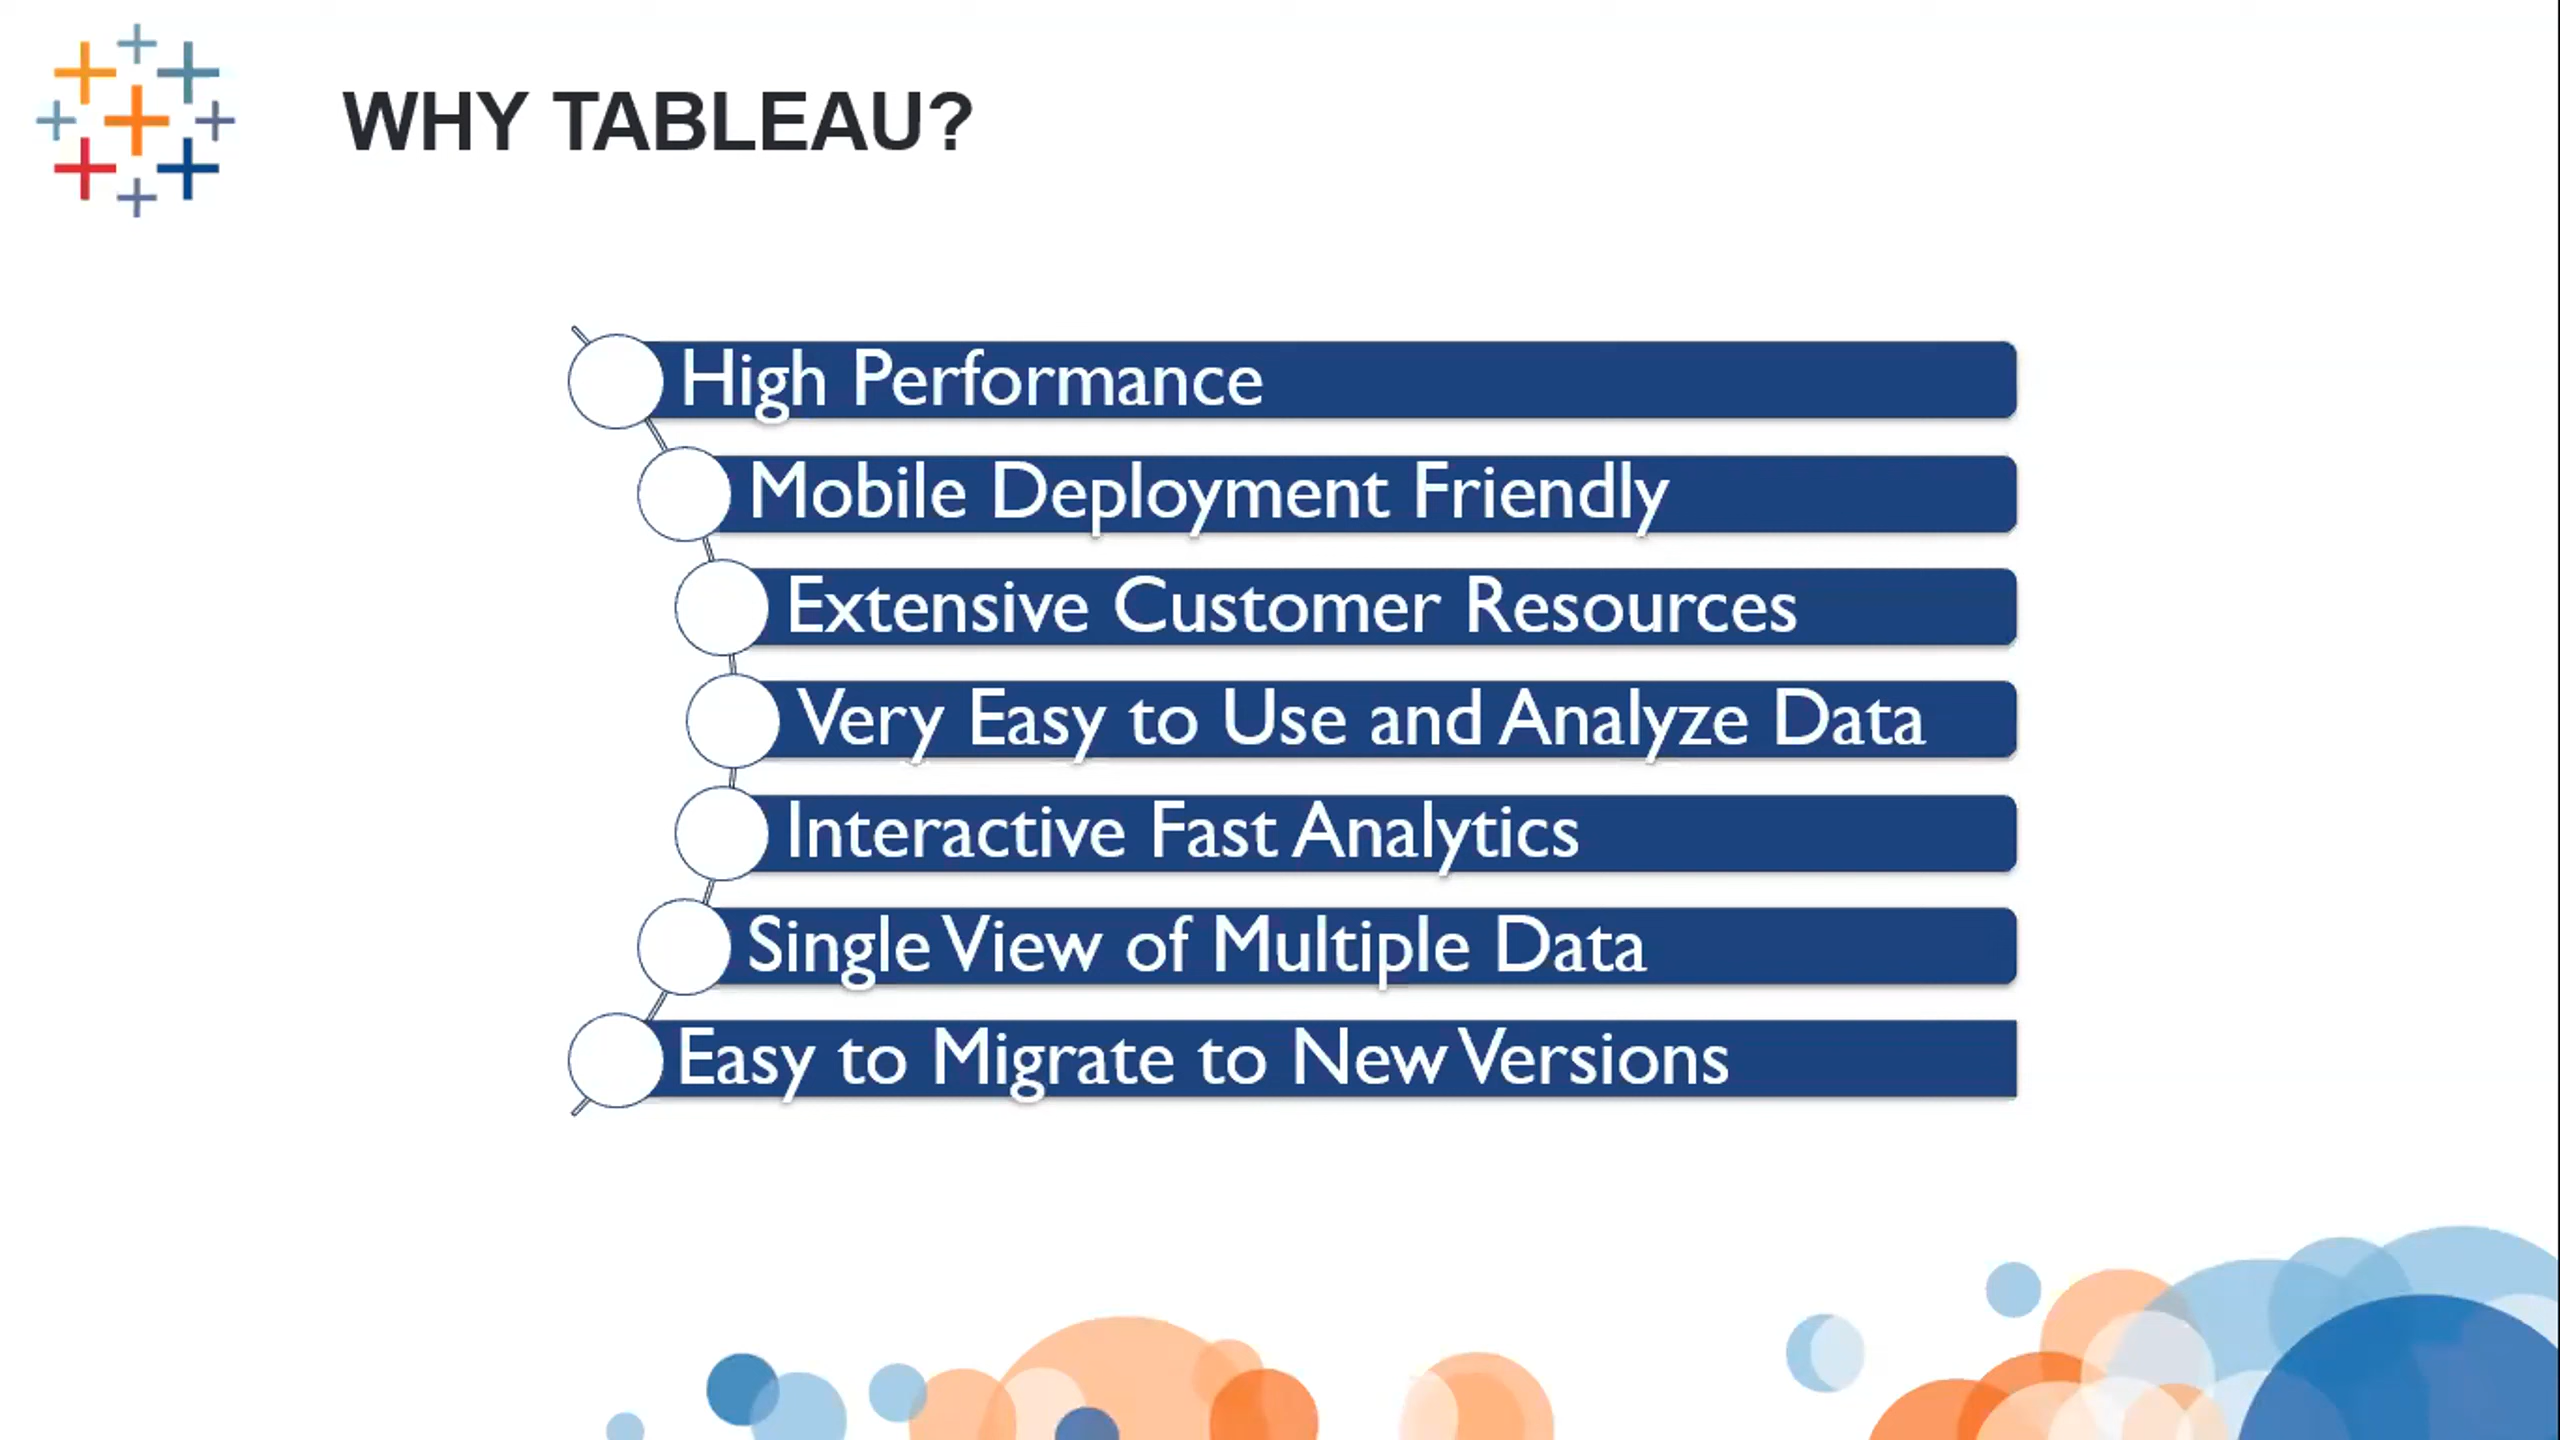 WHY TABLEAU?
High Performance
Mobile Deployment Friendly
Extensive Customer Resources
Very Easy to Use and Analyze Data
Interactive Fast Analytics
Single View of Multiple Data
Easy to Migrate to New Versions